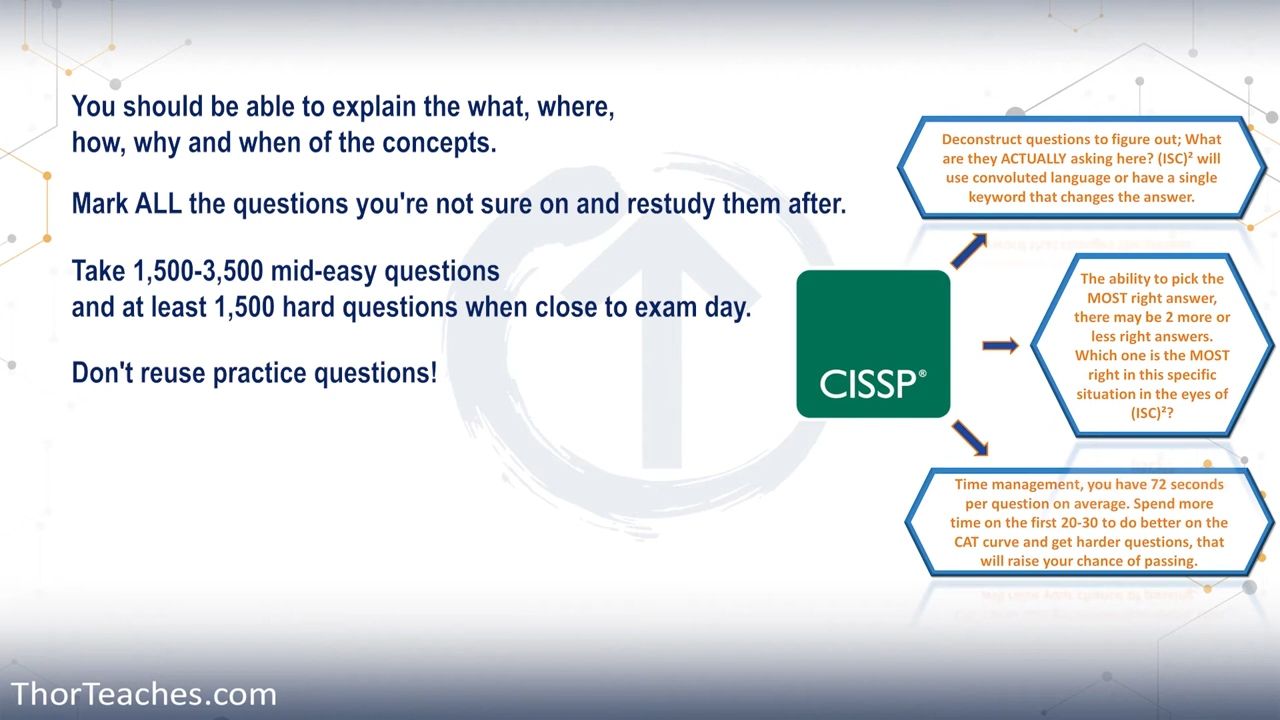 You should be able to explain the what, where,
how, why and when of the concepts.
Mark ALL the questions you're not sure on and restudy them after.
Take 1,500-3,500 mid-easy questions
and at least 1,500 hard questions when close to exam day.
Don't reuse practice questions!
CISSP®
Deconstruct questions to figure out; What
are they ACTUALLY asking here? (ISC)² will
use convoluted language or have a single
keyword that changes the answer.
The ability to pick the
MOST right answer,
there may be 2 more or
less right answers.
Which one is the MOST
right in this specific
situation in the eyes of
(ISC)²?
Time management, you have 72 seconds
per question on average. Spend more
time on the first 20-30 to do better on the
CAT curve and get harder questions, that
will raise your chance of passing.
ThorTeaches.com